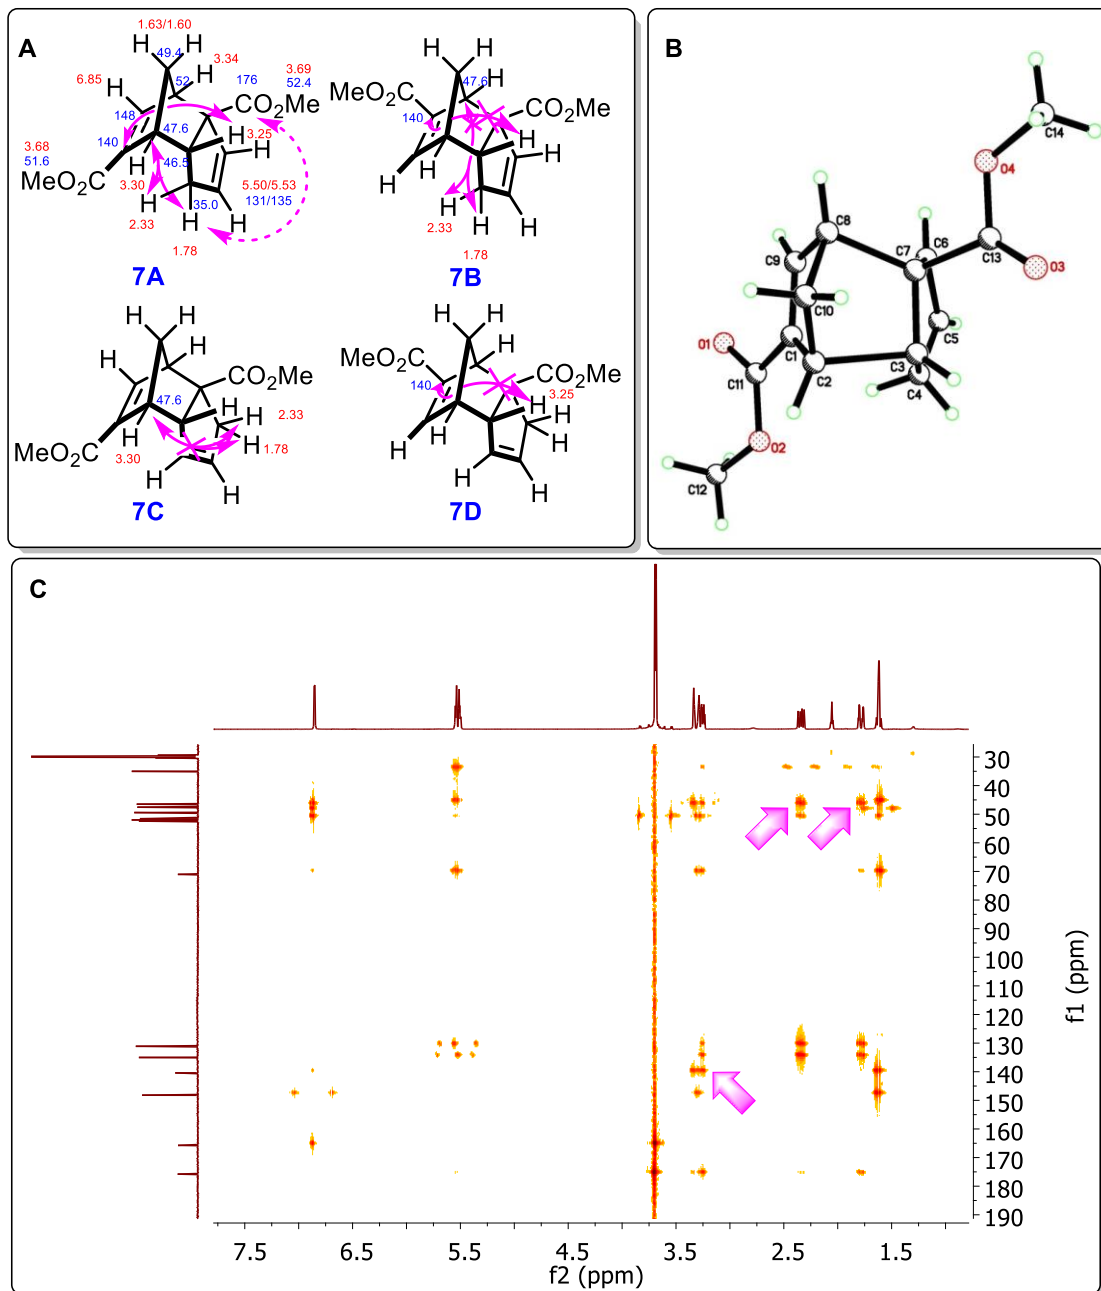 A
1.63/1.60
H H
49.4
3.34
6.85 H
52 H
176
3.69
52.4
CO2Me
148
140
47.6
H 3.25
3.68
51.6
MeO2C
H
46.5
H
3.30
5.50/5.53
131/135
H
35.0
H
2.33
H
1.78
7A
H H
MeO2C
47.6 H
CO2Me
140
H
H
H
H
H
H
2.33
H
1.78
7B
H H
H
H
CO2Me
47.6
H
H 2.33
MeO2C
H
3.30
H 1.78
H
H
7C
H H
MeO2C
H
CO2Me
140
3.25
H
H
H
H
H
H
H
7D
B
C14
O4
C8
C6
C13
C9
C7
O3
C10
C5
O1
C1
C3
C11
C2
C4
O2
C12
C
30
40
50
60
70
80
90
100
110
120
130
140
150
160
170
180
190
f1 (ppm)
7.5 6.5 5.5 4.5 3.5 2.5 1.5
f2 (ppm)